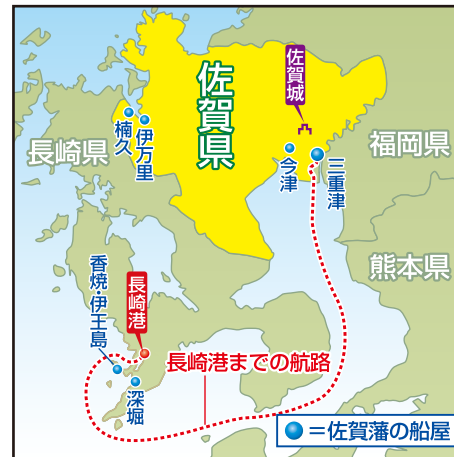 佐賀県
佐賀城
伊万里
楠久
今津
三重津
長崎県
福岡県
熊本県
香焼・伊王島
長崎港
深堀
長崎港までの航路
＝佐賀藩の船屋